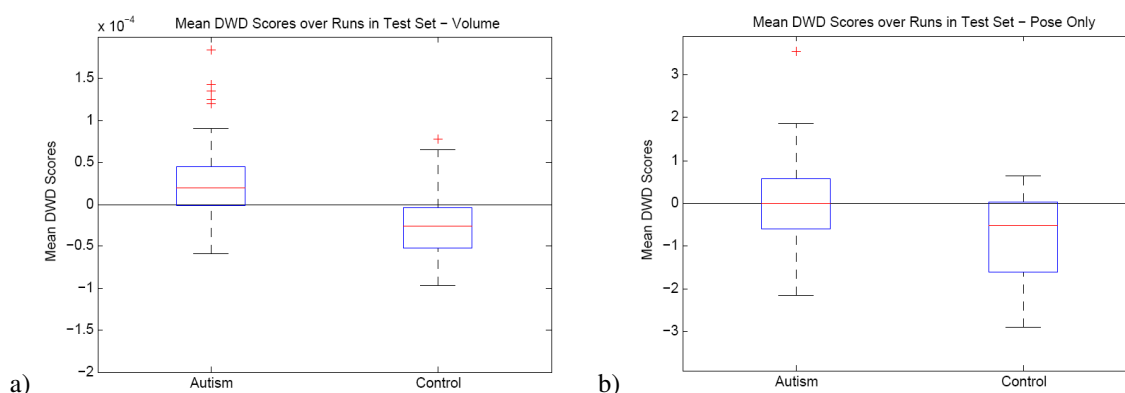 Mean DWD Scores over Runs in Test Set − Volume
x 10⁻⁴
1.5
1
0.5
0
−0.5
−1
−1.5
−2
Mean DWD Scores
Autism
Control
a)
Mean DWD Scores over Runs in Test Set − Pose Only
3
2
1
0
−1
−2
−3
Mean DWD Scores
Autism
Control
b)